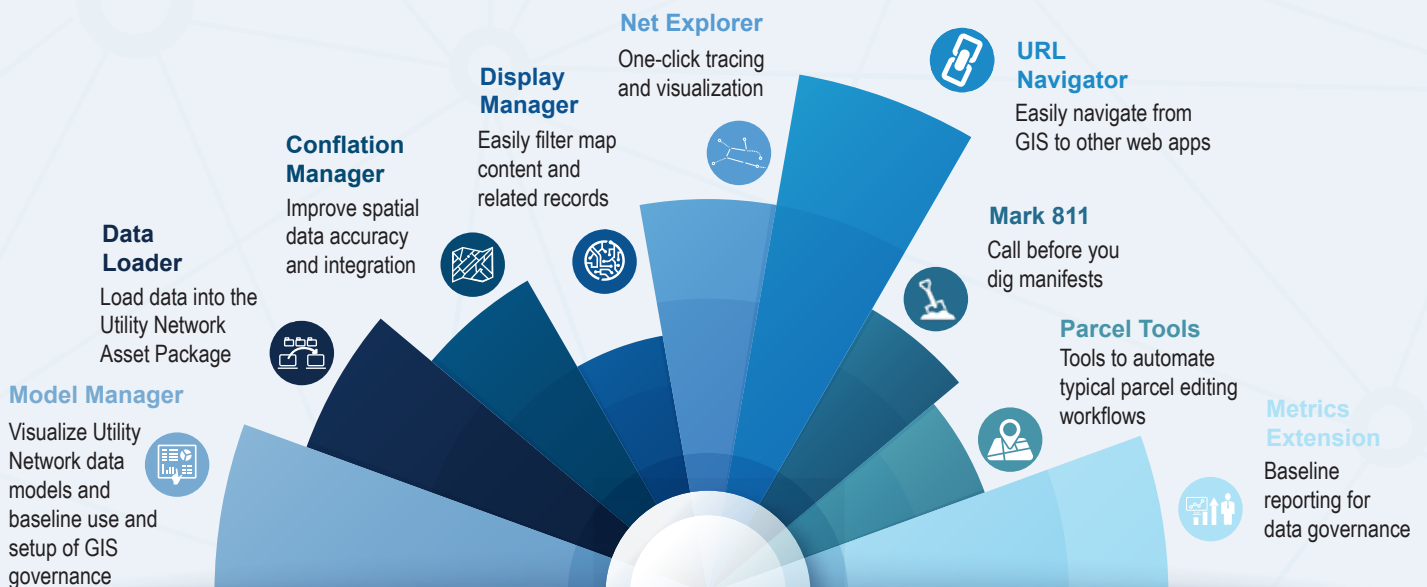 Model Manager
Visualize Utility
Network data
models and
baseline use and
setup of GIS
governance
Data
Loader
Load data into the
Utility Network
Asset Package
Conflation
Manager
Improve spatial
data accuracy
and integration
Display
Manager
Easily filter map
content and
related records
Net Explorer
One-click tracing
and visualization
URL
Navigator
Easily navigate from
GIS to other web apps
Mark 811
Call before you
dig manifests
Parcel Tools
Tools to automate
typical parcel editing
workflows
Metrics
Extension
Baseline
reporting for
data governance